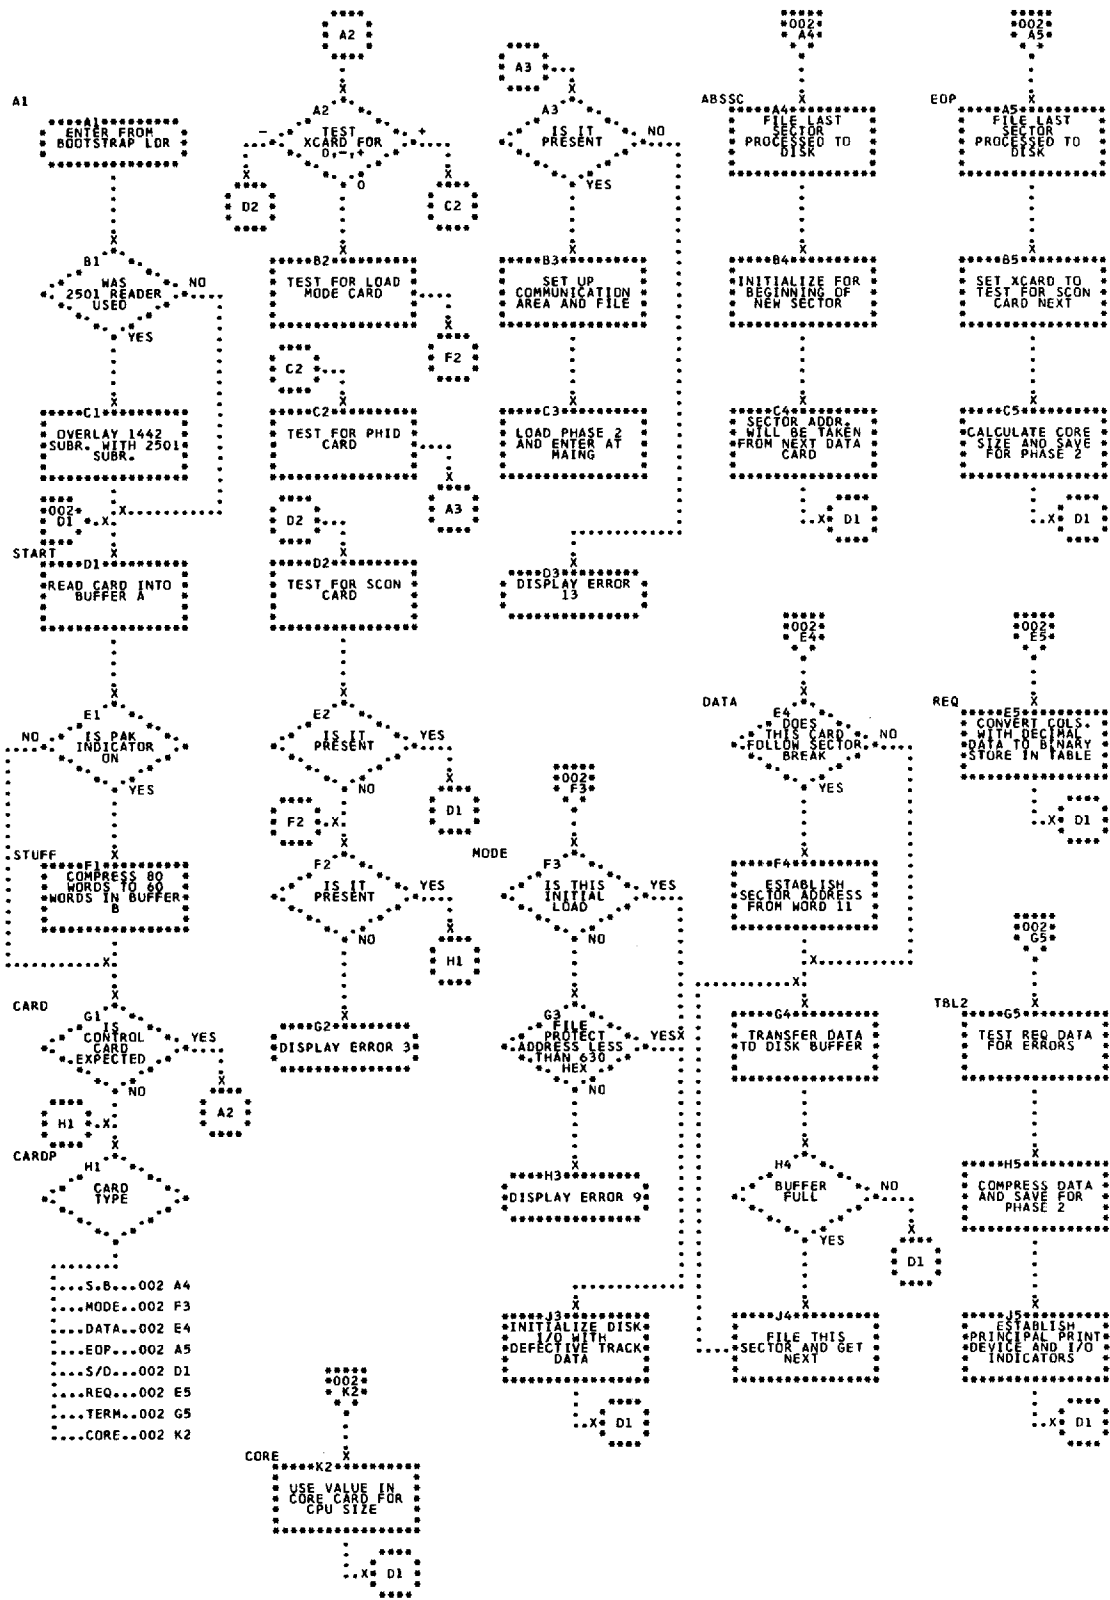 A1
A1
ENTER FROM
BOOTSTRAP LDR
B1
WAS
2501 READER
USED
NO
YES
C1
OVERLAY 1442
SUBR. WITH 2501
SUBR.
002
D1
START
D1
READ CARD INTO
BUFFER A
E1
IS PAK
INDICATOR
ON
NO
YES
STUFF
F1
COMPRESS 80
WORDS TO 60
WORDS IN BUFFER
B
CARD
G1
IS
CONTROL
CARD
EXPECTED
YES
NO
A2
H1
CARDP
H1
CARD
TYPE
S.B...002 A4
MODE..002 F3
DATA..002 E4
EOP...002 A5
S/D...002 D1
REQ...002 E5
TERM..002 G5
CORE..002 K2
A2
A2
TEST
XCARD FOR
0,-,+
-
+
0
D2
C2
B2
TEST FOR LOAD
MODE CARD
F2
C2
C2
TEST FOR PHID
CARD
A3
D2
D2
TEST FOR SCON
CARD
E2
IS IT
PRESENT
YES
NO
D1
F2
F2
IS IT
PRESENT
YES
NO
H1
G2
DISPLAY ERROR 3
002
K2
CORE
K2
USE VALUE IN
CORE CARD FOR
CPU SIZE
D1
A3
A3
IS IT
PRESENT
NO
YES
B3
SET UP
COMMUNICATION
AREA AND FILE
C3
LOAD PHASE 2
AND ENTER AT
MAING
D3
DISPLAY ERROR
13
002
F3
MODE
F3
IS THIS
INITIAL
LOAD
YES
NO
G3
FILE
PROTECT
ADDRESS LESS
THAN 630
HEX
YES
NO
H3
DISPLAY ERROR 9
J3
INITIALIZE DISK
I/O WITH
DEFECTIVE TRACK
DATA
D1
002
A4
ABSSC
A4
FILE LAST
SECTOR
PROCESSED TO
DISK
B4
INITIALIZE FOR
BEGINNING OF
NEW SECTOR
C4
SECTOR ADDR.
WILL BE TAKEN
FROM NEXT DATA
CARD
D1
002
E4
DATA
E4
DOES
THIS CARD
FOLLOW SECTOR
BREAK
NO
YES
F4
ESTABLISH
SECTOR ADDRESS
FROM WORD 11
G4
TRANSFER DATA
TO DISK BUFFER
H4
BUFFER
FULL
NO
YES
D1
J4
FILE THIS
SECTOR AND GET
NEXT
002
A5
EOP
A5
FILE LAST
SECTOR
PROCESSED TO
DISK
B5
SET XCARD TO
TEST FOR SCON
CARD NEXT
C5
CALCULATE CORE
SIZE AND SAVE
FOR PHASE 2
D1
002
E5
REQ
E5
CONVERT COLS.
WITH DECIMAL
DATA TO BINARY
STORE IN TABLE
D1
002
G5
TBL2
G5
TEST REQ DATA
FOR ERRORS
H5
COMPRESS DATA
AND SAVE FOR
PHASE 2
J5
ESTABLISH
PRINCIPAL PRINT
DEVICE AND I/O
INDICATORS
D1